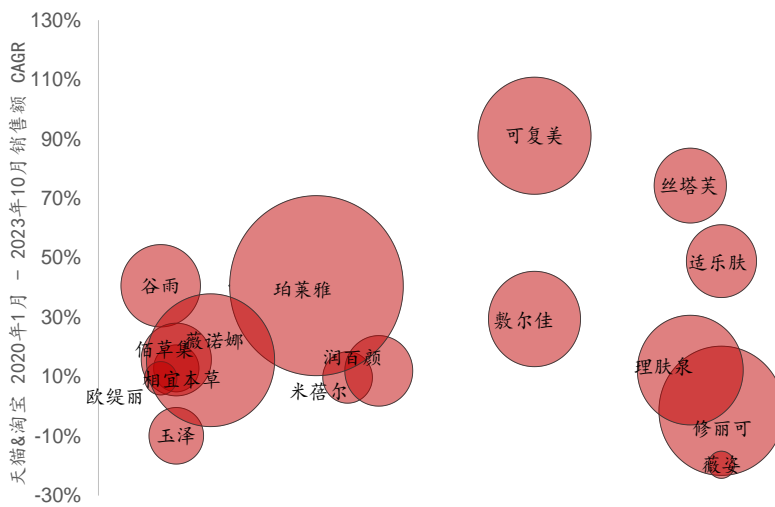 天猫&淘宝 2020年1月 - 2023年10月销售额 CAGR
130%
110%
90%
70%
50%
30%
10%
-10%
-30%
可复美
丝塔芙
适乐肤
谷雨
珀莱雅
敷尔佳
薇诺娜
佰草集
润百颜
理肤泉
相宜本草
米蓓尔
欧缇丽
玉泽
修丽可
薇姿